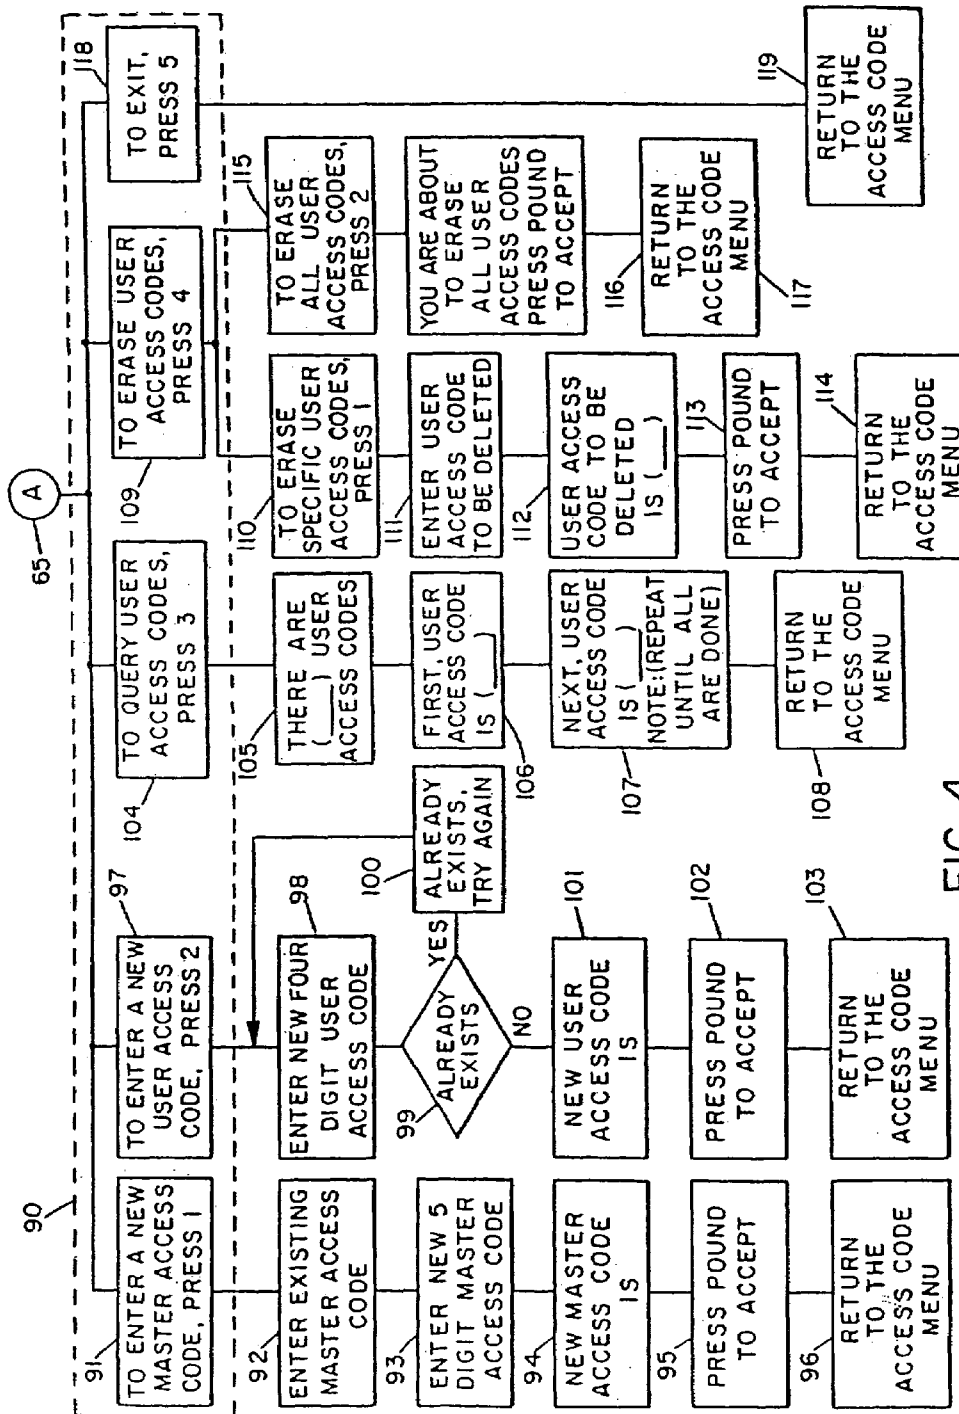 65
A
90
91
TO ENTER A NEW
MASTER ACCESS
CODE, PRESS 1
92
ENTER EXISTING
MASTER ACCESS
CODE
93
ENTER NEW 5
DIGIT MASTER
ACCESS CODE
94
NEW MASTER
ACCESS CODE
IS
95
PRESS POUND
TO ACCEPT
96
RETURN
TO THE
ACCESS CODE
MENU
97
TO ENTER A NEW
USER ACCESS
CODE, PRESS 2
98
ENTER NEW FOUR
DIGIT USER
ACCESS CODE
99
ALREADY
EXISTS
YES
NO
100
ALREADY
EXISTS,
TRY AGAIN
101
NEW USER
ACCESS CODE
IS
102
PRESS POUND
TO ACCEPT
103
RETURN
TO THE
ACCESS CODE
MENU
104
TO QUERY USER
ACCESS CODES,
PRESS 3
105
THERE ARE
(___) USER
ACCESS CODES
106
FIRST, USER
ACCESS CODE
IS (___)
107
NEXT, USER
ACCESS CODE
IS (___)
NOTE:(REPEAT
UNTIL ALL
ARE DONE)
108
RETURN
TO THE
ACCESS CODE
MENU
109
TO ERASE USER
ACCESS CODES,
PRESS 4
110
TO ERASE
SPECIFIC USER
ACCESS CODES,
PRESS 1
111
ENTER USER
ACCESS CODE
TO BE DELETED
112
USER ACCESS
CODE TO BE
DELETED
IS (___)
113
PRESS POUND
TO ACCEPT
114
RETURN
TO THE
ACCESS CODE
MENU
115
TO ERASE
ALL USER
ACCESS CODES,
PRESS 2
116
YOU ARE ABOUT
TO ERASE
ALL USER
ACCESS CODES
PRESS POUND
TO ACCEPT
117
RETURN
TO THE
ACCESS CODE
MENU
118
TO EXIT,
PRESS 5
119
RETURN
TO THE
ACCESS CODE
MENU
FIG. 4